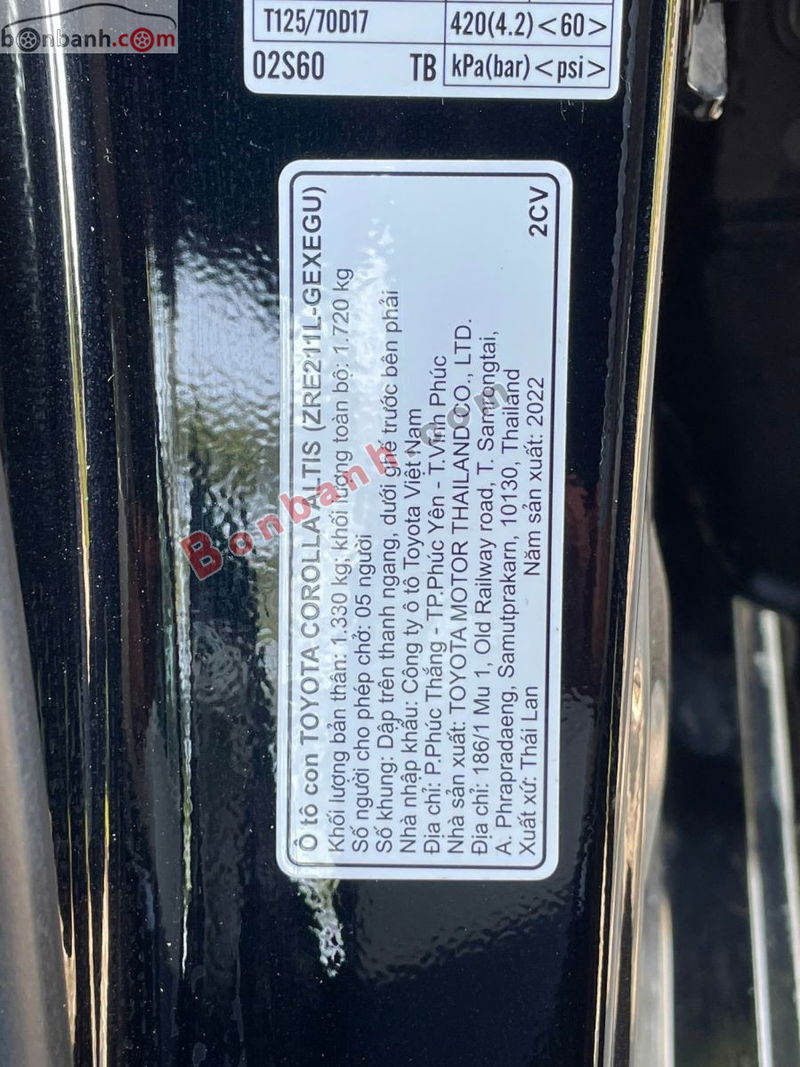 bonbanh.com
T125/70D17 420(4.2)<60>
02S60 TB kPa(bar)<psi>
Ô tô con TOYOTA COROLLA ALTIS (ZRE211L-GEXEGU)
Khối lượng bản thân: 1.330 kg; khối lượng toàn bộ: 1.720 kg
Số người cho phép chở: 05 người
Số khung: Dập trên thanh ngang, dưới ghế trước bên phải
Nhà nhập khẩu: Công ty ô tô Toyota Việt Nam
Địa chỉ: P.Phúc Thắng - TP.Phúc Yên - T.Vĩnh Phúc
Nhà sản xuất: TOYOTA MOTOR THAILAND CO., LTD.
Địa chỉ: 186/1 Mu 1, Old Railway road, T. Samrongtai,
A. Phrapradaeng, Samutprakarn, 10130, Thailand
Xuất xứ: Thái Lan Năm sản xuất: 2022 2CV
Bonbanh.com